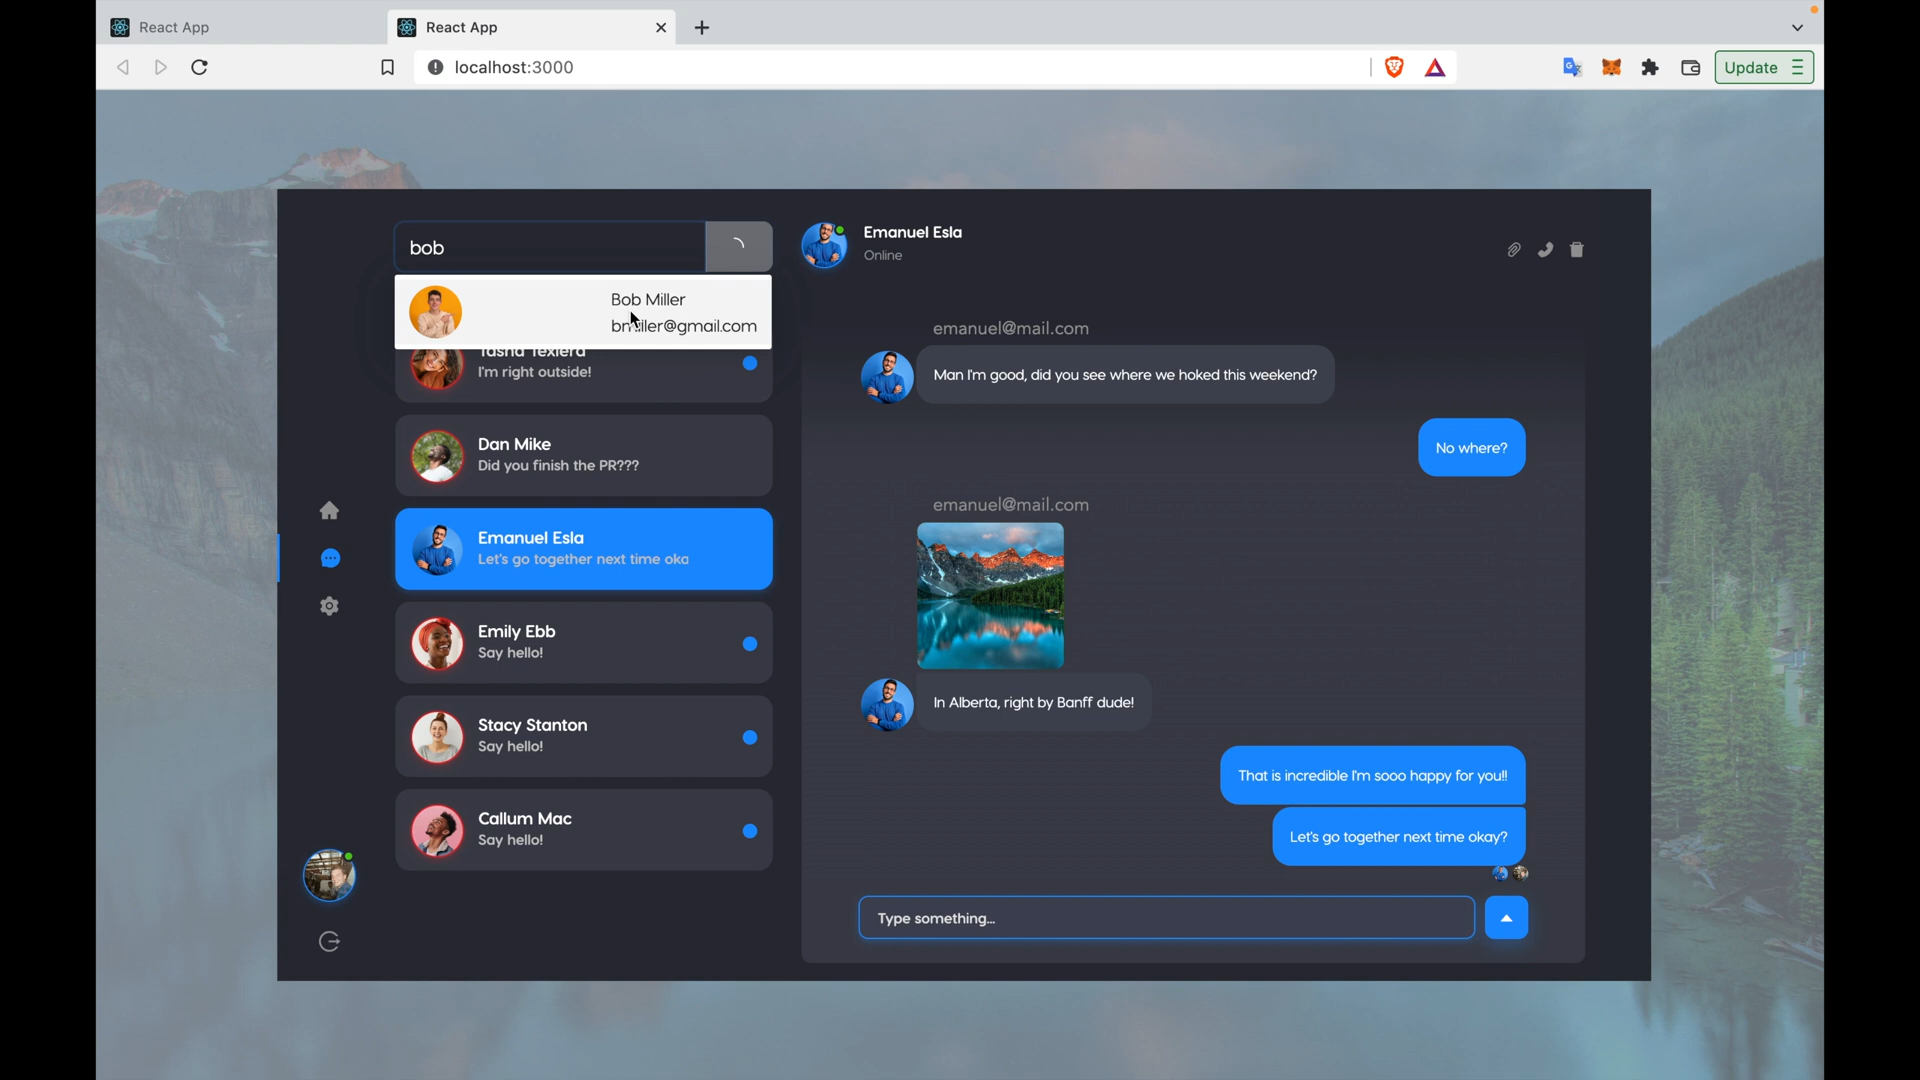 React App
React App
localhost:3000
Update
bob
Bob Miller
bmiller@gmail.com
Tasha Texiera
I'm right outside!
Dan Mike
Did you finish the PR???
Emanuel Esla
Let's go together next time oka
Emily Ebb
Say hello!
Stacy Stanton
Say hello!
Callum Mac
Say hello!
Emanuel Esla
Online
emanuel@mail.com
Man I'm good, did you see where we hoked this weekend?
No where?
emanuel@mail.com
In Alberta, right by Banff dude!
That is incredible I'm sooo happy for you!!
Let's go together next time okay?
Type something...